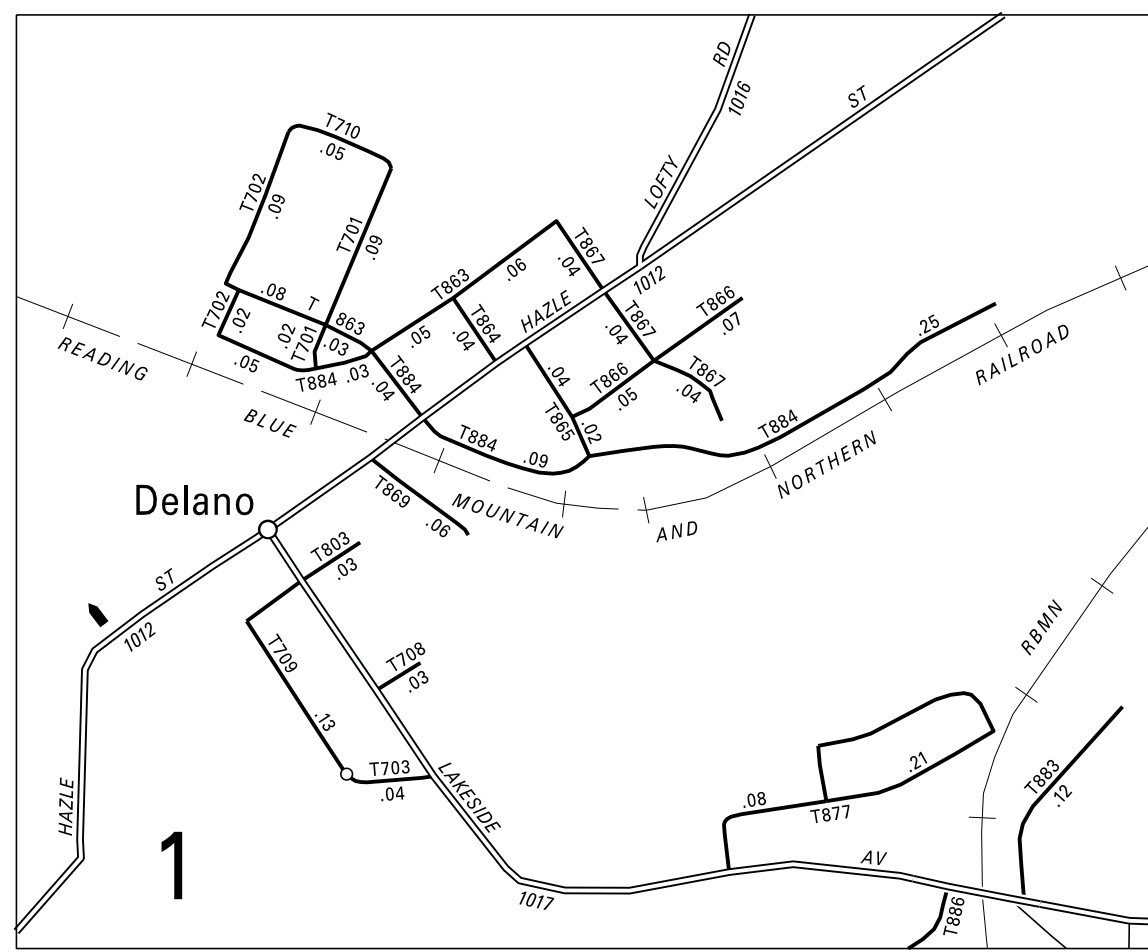 T710
.05
T702
.09
T701
.09
RD
1016
ST
LOFTY
T867
.04
.06
T863
1012
HAZLE
.08
T
863
T702
.02
.02
T701
.03
.05
T884
.03
.04
T884
.05
T864
.04
T867
.04
T866
.07
T866
.05
T867
.04
.04
T865
.02
.25
READING
BLUE
MOUNTAIN
AND
NORTHERN
RAILROAD
T884
.09
T884
T869
.06
Delano
T803
.03
ST
1012
T709
.13
T708
.03
T703
.04
LAKESIDE
HAZLE
1
1017
AV
RBMN
.21
.08
T877
T883
.12
T886